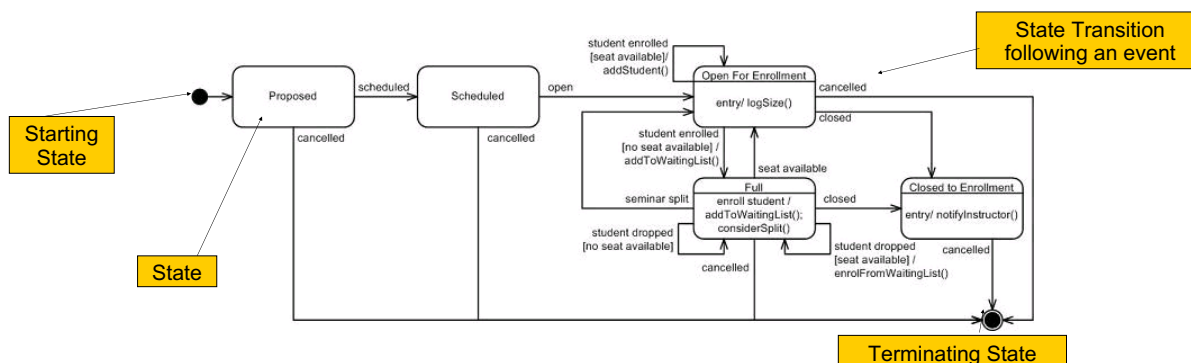 State Transition
following an event
student enrolled
[seat available]/
addStudent()
Open For Enrollment
entry/ logSize()
Proposed
scheduled
Scheduled
open
cancelled
closed
Starting
State
cancelled
cancelled
student enrolled
[no seat available] /
addToWaitingList()
seat available
Full
enroll student /
addToWaitingList();
considerSplit()
seminar split
closed
Closed to Enrollment
entry/ notifyInstructor()
student dropped
[no seat available]
student dropped
[seat available] /
enrolFromWaitingList()
cancelled
cancelled
State
Terminating State